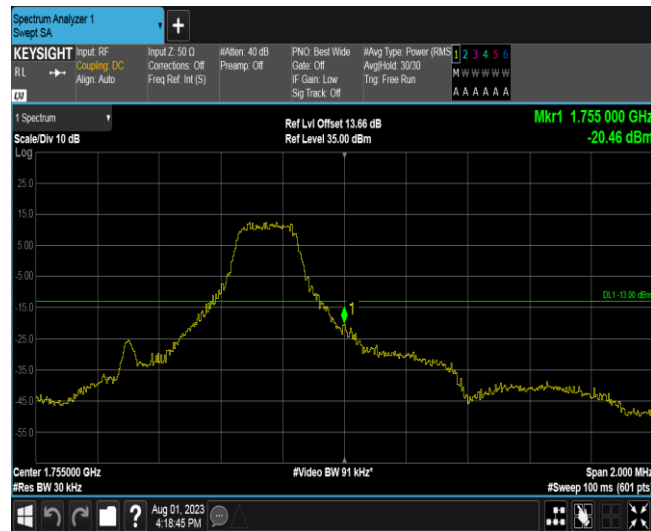 Spectrum Analyzer 1
Swept SA
KEYSIGHT
RL
LXI
Input: RF
Coupling: DC
Align: Auto
Input Z: 50 Ω
Corrections: Off
Freq Ref: Int (S)
#Atten: 40 dB
Preamp: Off
PNO: Best Wide
Gate: Off
IF Gain: Low
Sig Track: Off
#Avg Type: Power (RMS
Avg|Hold: 30/30
Trig: Free Run
1 2 3 4 5 6
M W W W W W
A A A A A A
1 Spectrum
Scale/Div 10 dB
Log
Ref Lvl Offset 13.66 dB
Ref Level 35.00 dBm
Mkr1 1.755 000 GHz
-20.46 dBm
25.0
15.0
5.00
-5.00
DL1 -13.00 dBm
1
-15.0
-25.0
-35.0
-45.0
-55.0
Center 1.755000 GHz
#Video BW 91 kHz*
Span 2.000 MHz
#Res BW 30 kHz
#Sweep 100 ms (601 pts)
?
Aug 01, 2023
4:18:45 PM